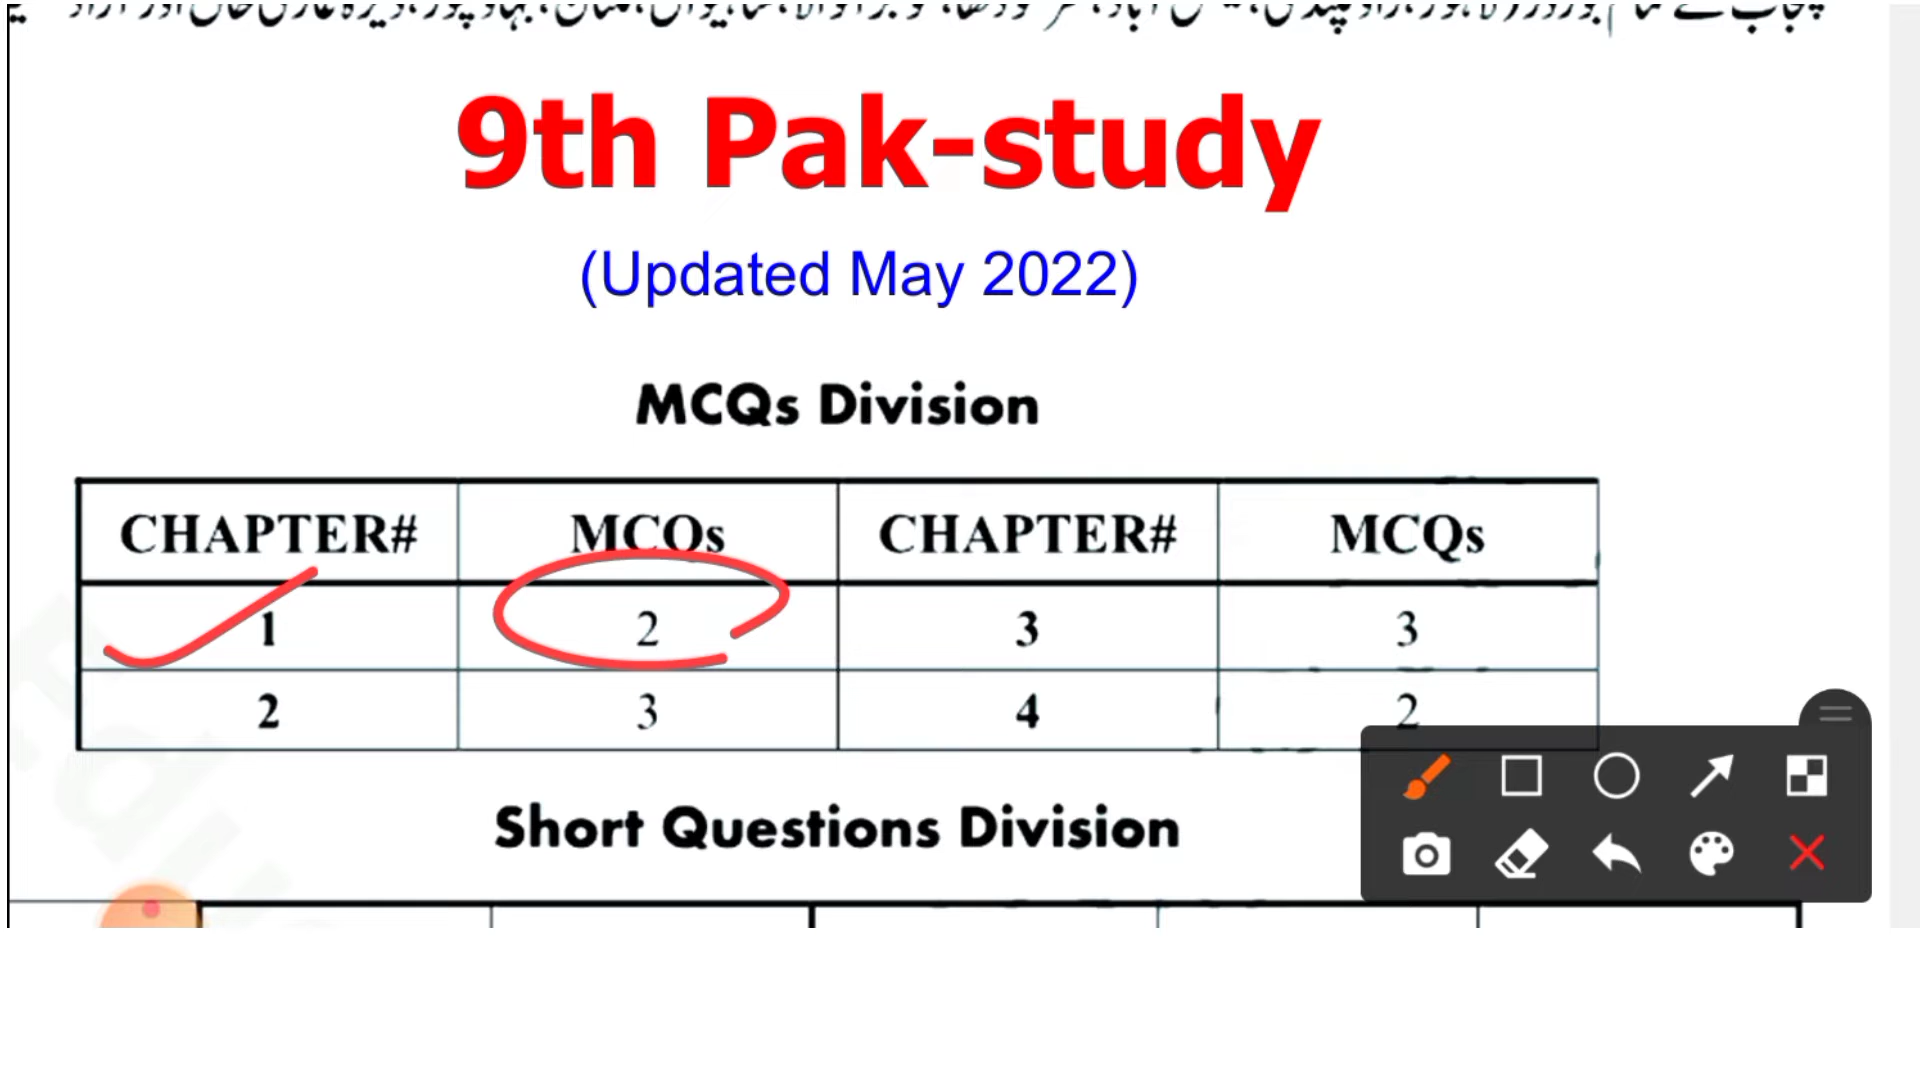 9th Pak-study
(Updated May 2022)
MCQs Division
CHAPTER# MCQs CHAPTER# MCQs
1 2 3 3
2 3 4 2
Short Questions Division